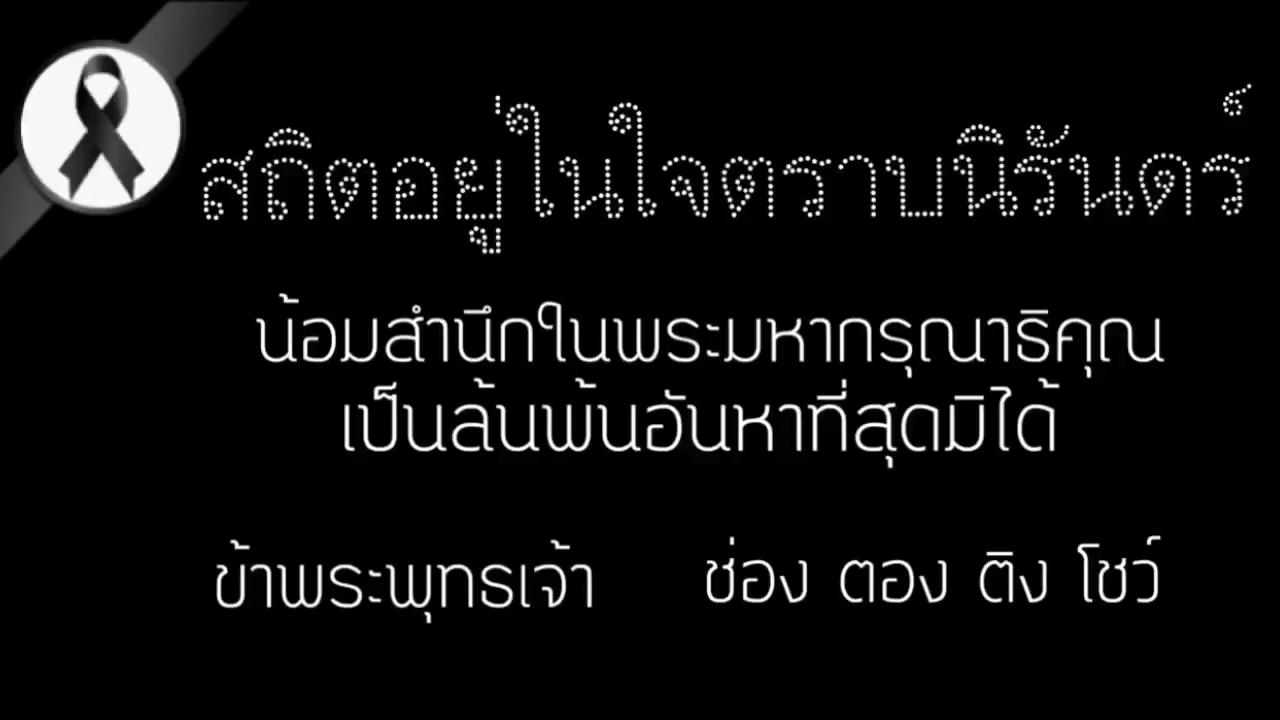 สถิตอยู่ในใจตราบนิรันดร์
น้อมสำนึกในพระมหากรุณาธิคุณ
เป็นล้นพ้นอันหาที่สุดมิได้
ข้าพระพุทธเจ้า ช่อง ตอง ติง โชว์